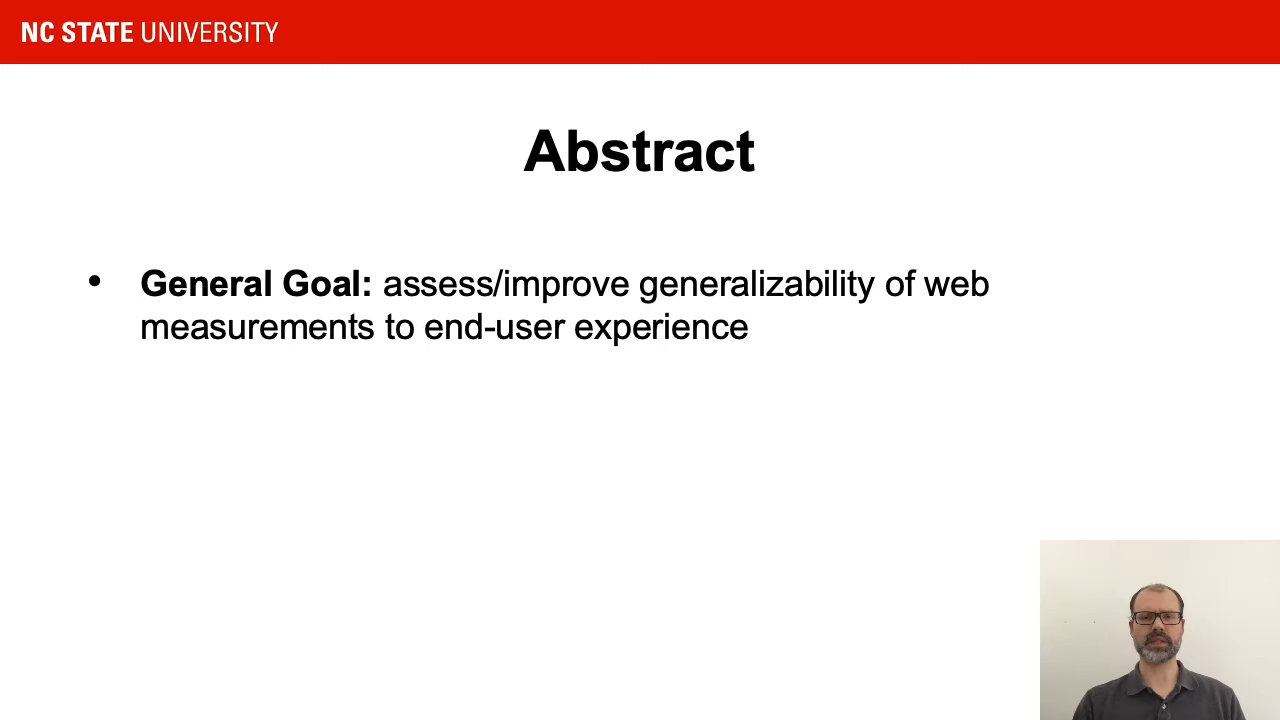 NC STATE UNIVERSITY
Abstract
• General Goal: assess/improve generalizability of web
measurements to end-user experience